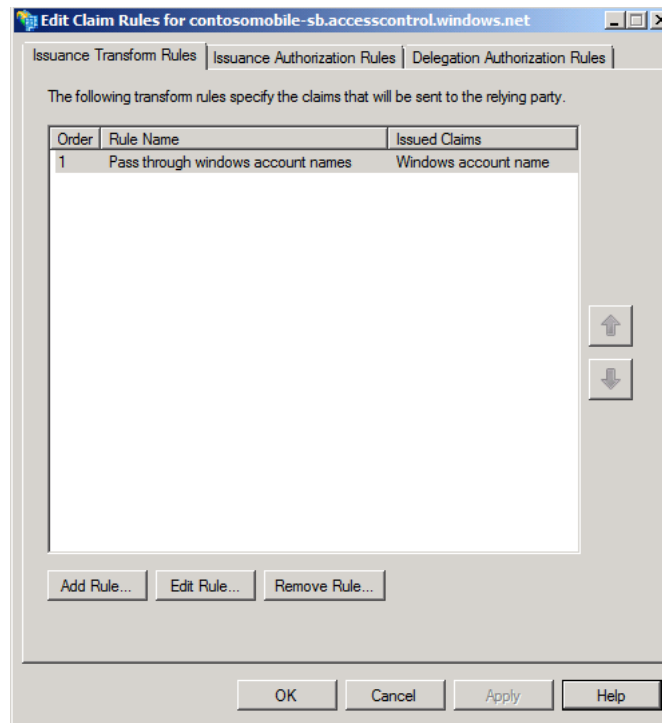 Edit Claim Rules for contosomobile-sb.accesscontrol.windows.net
Issuance Transform Rules Issuance Authorization Rules Delegation Authorization Rules
The following transform rules specify the claims that will be sent to the relying party.
Order Rule Name Issued Claims
1 Pass through windows account names Windows account name
Add Rule... Edit Rule... Remove Rule...
OK Cancel Apply Help